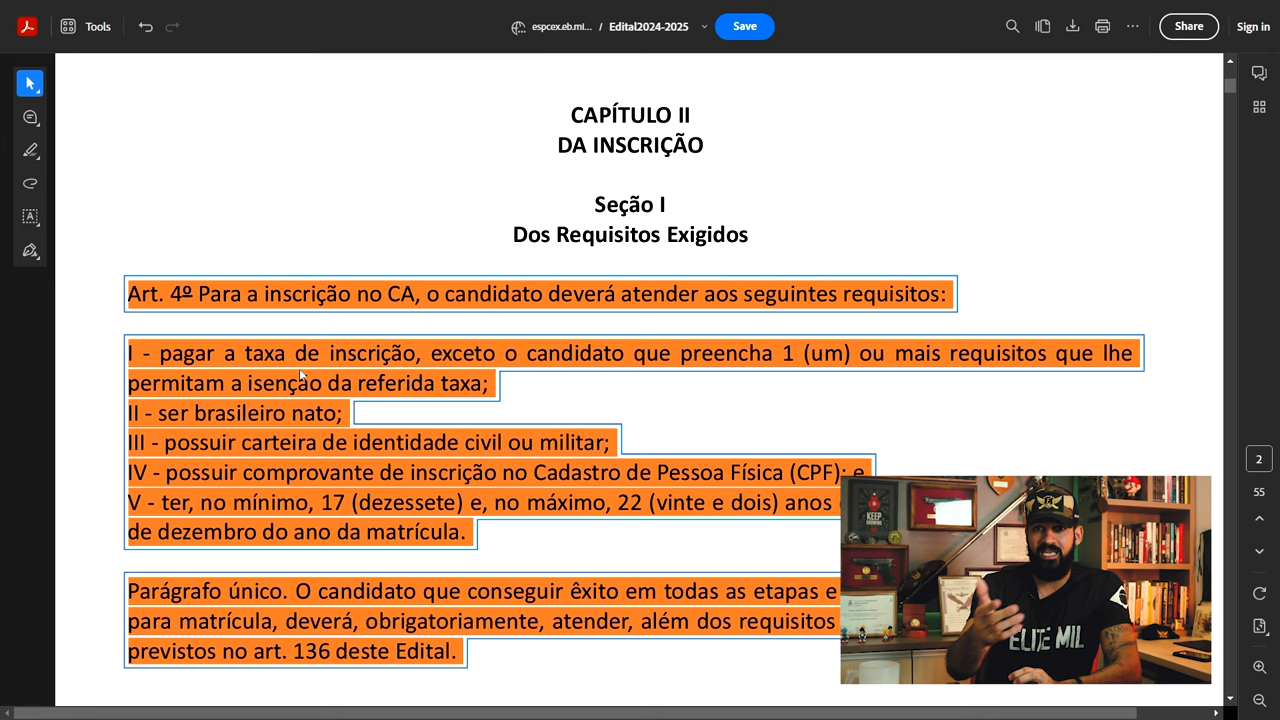 Tools
espcex.eb.mi... / Edital2024-2025
Save
Share
Sign in
CAPÍTULO II
DA INSCRIÇÃO
Seção I
Dos Requisitos Exigidos
Art. 4º Para a inscrição no CA, o candidato deverá atender aos seguintes requisitos:
I - pagar a taxa de inscrição, exceto o candidato que preencha 1 (um) ou mais requisitos que lhe
permitam a isenção da referida taxa;
II - ser brasileiro nato;
III - possuir carteira de identidade civil ou militar;
IV - possuir comprovante de inscrição no Cadastro de Pessoa Física (CPF); e
V - ter, no mínimo, 17 (dezessete) e, no máximo, 22 (vinte e dois) anos
de dezembro do ano da matrícula.
Parágrafo único. O candidato que conseguir êxito em todas as etapas e
para matrícula, deverá, obrigatoriamente, atender, além dos requisitos
previstos no art. 136 deste Edital.
2
55
KEEP
ELITE MIL